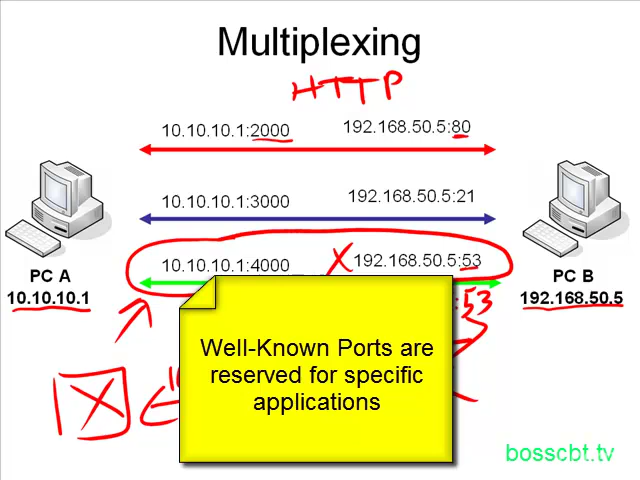 Multiplexing
HTTP
10.10.10.1:2000 192.168.50.5:80
10.10.10.1:3000 192.168.50.5:21
10.10.10.1:4000 X 192.168.50.5:53
PC A
10.10.10.1
PC B
192.168.50.5
:53
Well-Known Ports are
reserved for specific
applications
X
bosscbt.tv